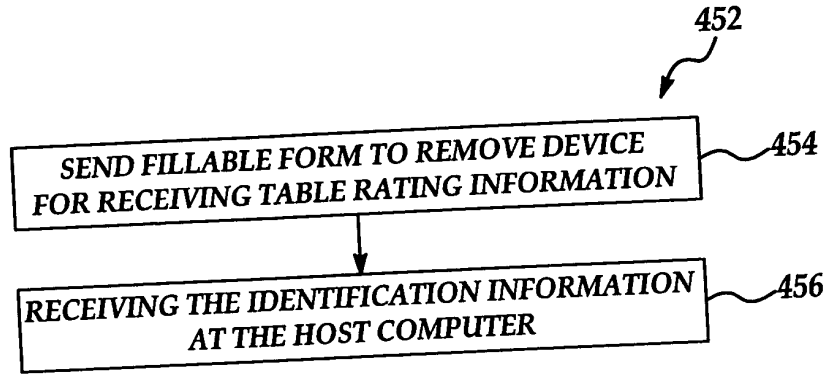 452
SEND FILLABLE FORM TO REMOVE DEVICE
FOR RECEIVING TABLE RATING INFORMATION
454
RECEIVING THE IDENTIFICATION INFORMATION
AT THE HOST COMPUTER
456